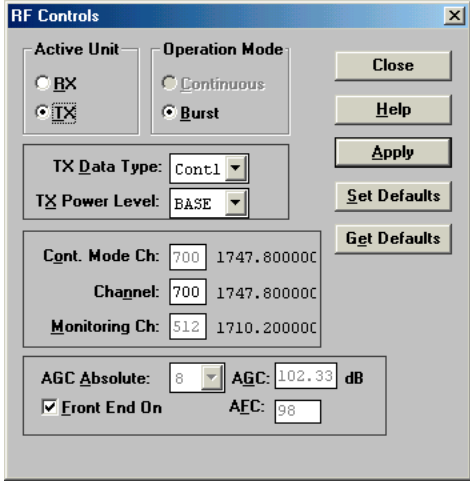 RF Controls
Active Unit
RX
TX
Operation Mode
Continuous
Burst
Close
Help
Apply
Set Defaults
Get Defaults
TX Data Type: Cont1
TX Power Level: BASE
Cont. Mode Ch: 700 1747.80000
Channel: 700 1747.80000
Monitoring Ch: 512 1710.20000
AGC Absolute: 8 AGC: 102.33 dB
Front End On AFC: 98